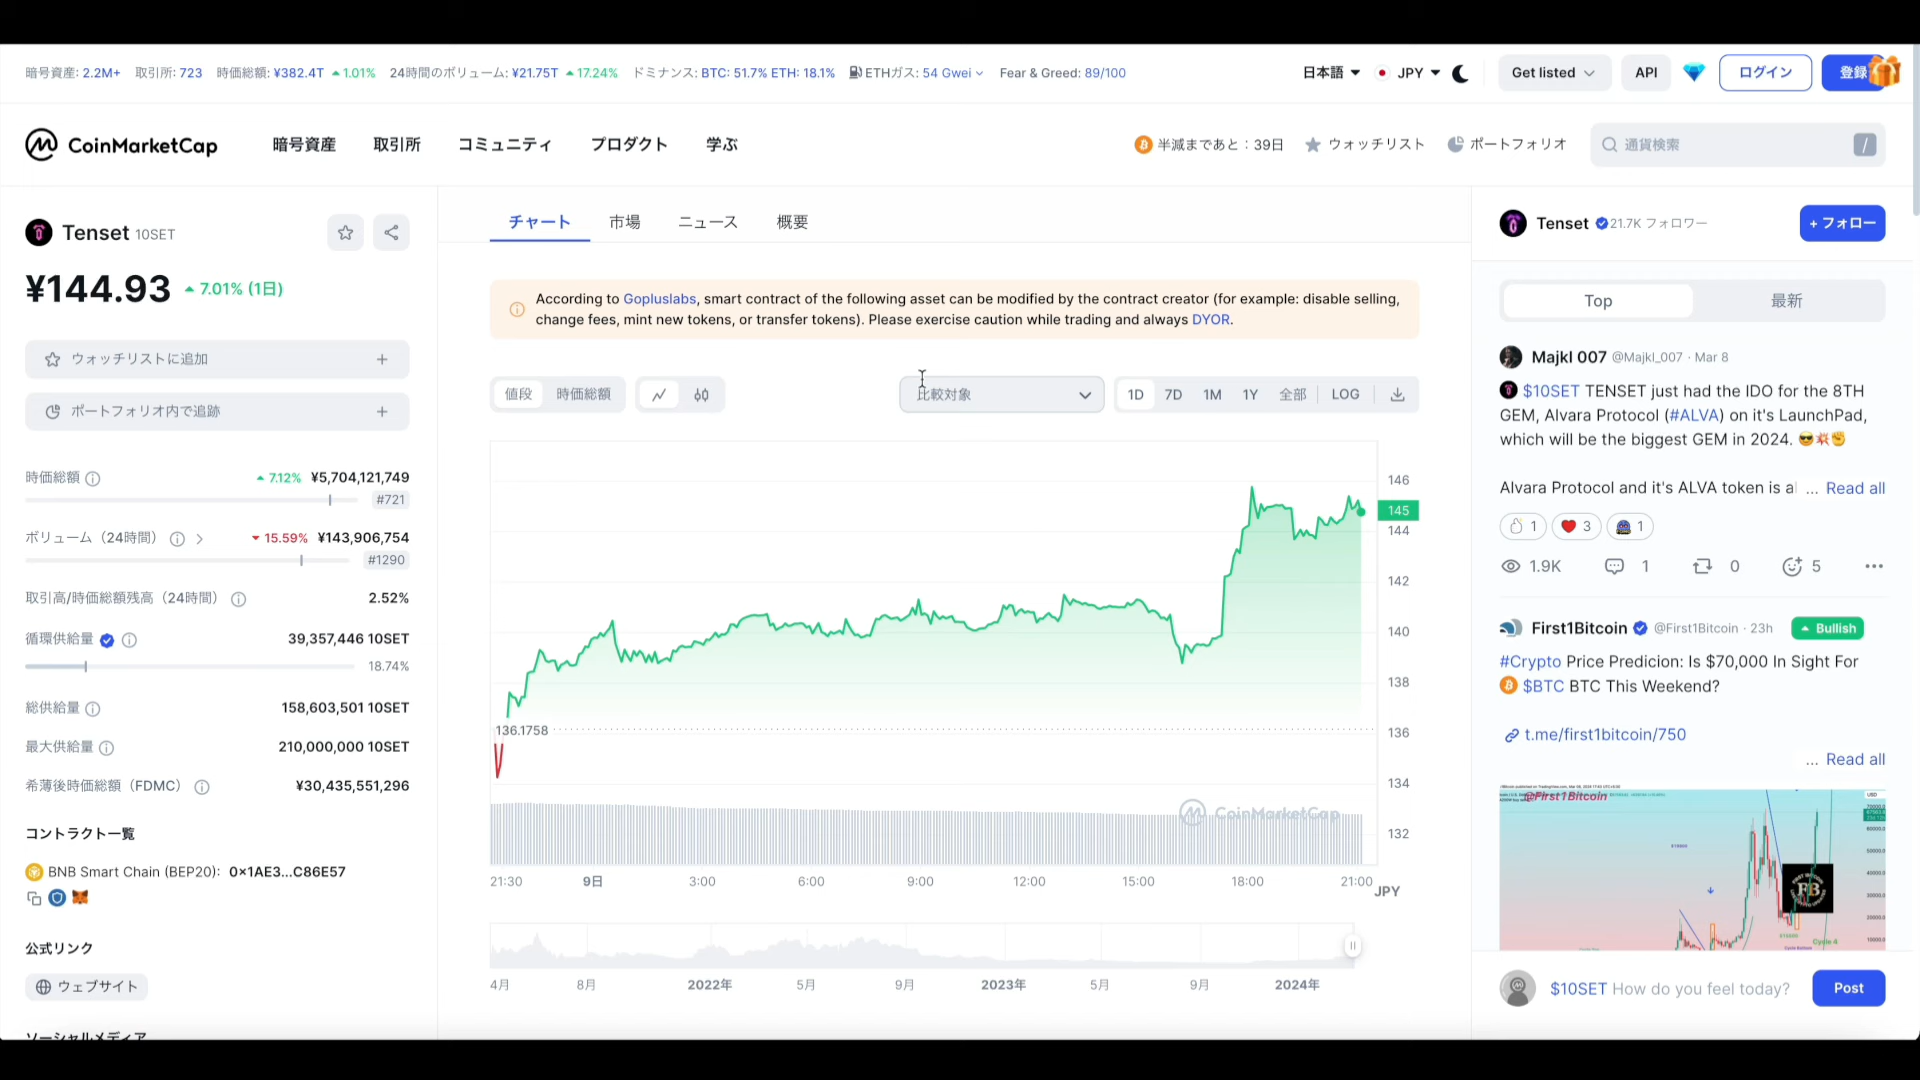 暗号資産: 2.2M+ 取引所: 723 時価総額: ¥382.4T 1.01% 24時間のボリューム: ¥21.75T 17.24% ドミナンス: BTC: 51.7% ETH: 18.1% ETHガス: 54 Gwei Fear & Greed: 89/100
日本語 JPY Get listed API ログイン 登録
CoinMarketCap 暗号資産 取引所 コミュニティ プロダクト 学ぶ
半減まであと：39日 ウォッチリスト ポートフォリオ 通貨検索 /
Tenset 10SET
¥144.93 7.01% (1日)
ウォッチリストに追加 +
ポートフォリオ内で追跡 +
時価総額 7.12% ¥5,704,121,749
#721
ボリューム（24時間） 15.59% ¥143,906,754
#1290
取引高/時価総額残高（24時間） 2.52%
循環供給量 39,357,446 10SET
18.74%
総供給量 158,603,501 10SET
最大供給量 210,000,000 10SET
希薄後時価総額（FDMC） ¥30,435,551,296
コントラクト一覧
BNB Smart Chain (BEP20): 0x1AE3...C86E57
公式リンク
ウェブサイト
ソーシャルメディア
チャート 市場 ニュース 概要
According to Gopluslabs, smart contract of the following asset can be modified by the contract creator (for example: disable selling,
change fees, mint new tokens, or transfer tokens). Please exercise caution while trading and always DYOR.
値段 時価総額 比較対象 1D 7D 1M 1Y 全部 LOG
146
145
144
142
140
138
136.1758
136
134
CoinMarketCap
132
21:30 9日 3:00 6:00 9:00 12:00 15:00 18:00 21:00
JPY
4月 8月 2022年 5月 9月 2023年 5月 9月 2024年
Tenset 21.7K フォロワー + フォロー
Top 最新
Majkl 007 @Majkl_007 · Mar 8
$10SET TENSET just had the IDO for the 8TH
GEM, Alvara Protocol (#ALVA) on it's LaunchPad,
which will be the biggest GEM in 2024.
Alvara Protocol and it's ALVA token is al ... Read all
1 3 1
1.9K 1 0 5
First1Bitcoin @First1Bitcoin · 23h Bullish
#Crypto Price Predicion: Is $70,000 In Sight For
$BTC BTC This Weekend?
t.me/first1bitcoin/750
... Read all
@First1Bitcoin
USD
FB
Cycle 4
$10SET How do you feel today? Post